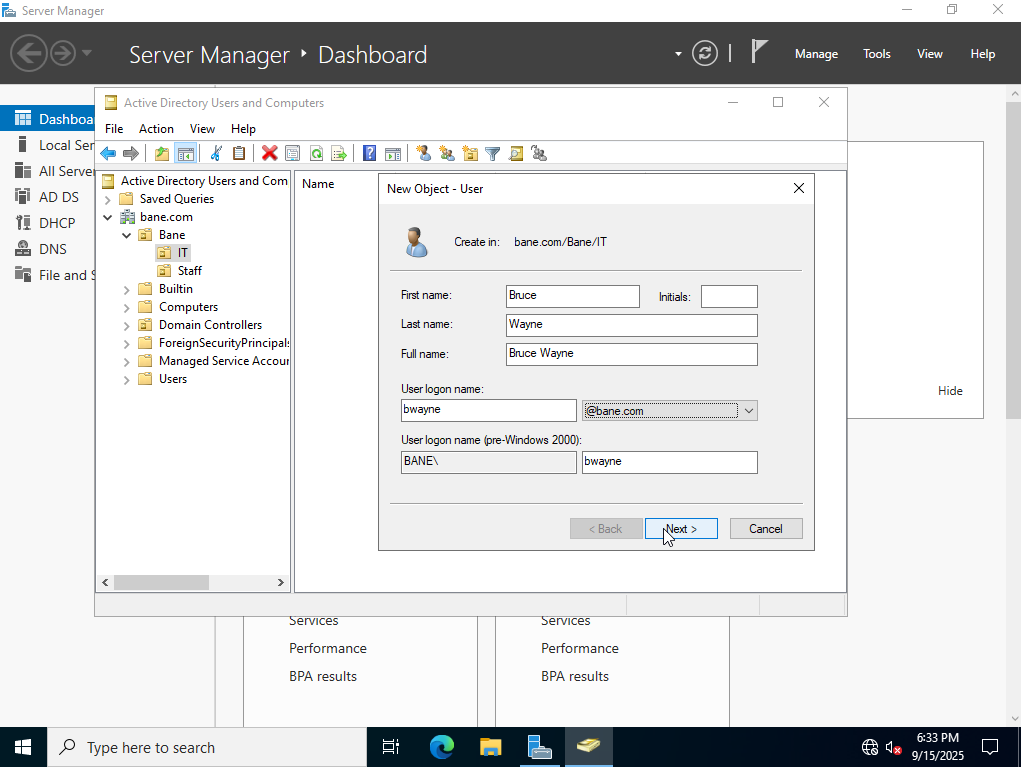 Server Manager
Server Manager ‣ Dashboard
Manage Tools View Help
Dashboa
Local Ser
All Server
AD DS
DHCP
DNS
File and S
Active Directory Users and Computers
File Action View Help
Active Directory Users and Com
Saved Queries
bane.com
Bane
IT
Staff
Builtin
Computers
Domain Controllers
ForeignSecurityPrincipals
Managed Service Accoun
Users
Name
New Object - User
Create in: bane.com/Bane/IT
First name: Bruce Initials:
Last name: Wayne
Full name: Bruce Wayne
User logon name:
bwayne @bane.com
User logon name (pre-Windows 2000):
BANE\ bwayne
< Back Next > Cancel
Hide
Services Services
Performance Performance
BPA results BPA results
Type here to search
6:33 PM
9/15/2025